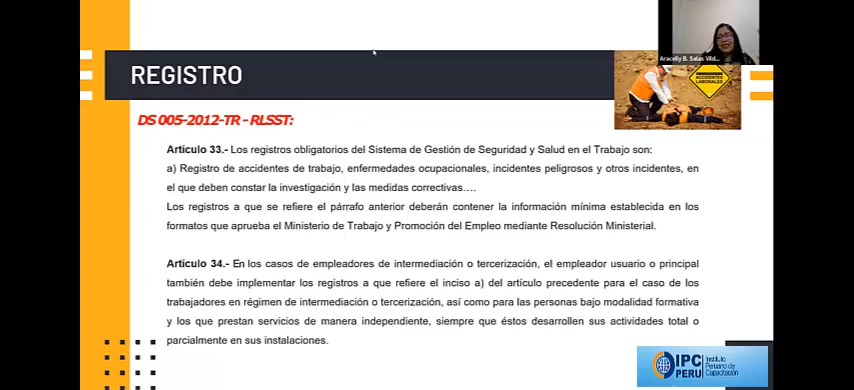 Aracelly B. Salas Vild...
REGISTRO
ACCIDENTES
LABORALES
DS 005-2012-TR - RLSST:
Artículo 33.- Los registros obligatorios del Sistema de Gestión de Seguridad y Salud en el Trabajo son:
a) Registro de accidentes de trabajo, enfermedades ocupacionales, incidentes peligrosos y otros incidentes, en
el que deben constar la investigación y las medidas correctivas….
Los registros a que se refiere el párrafo anterior deberán contener la información mínima establecida en los
formatos que aprueba el Ministerio de Trabajo y Promoción del Empleo mediante Resolución Ministerial.
Artículo 34.- En los casos de empleadores de intermediación o tercerización, el empleador usuario o principal
también debe implementar los registros a que refiere el inciso a) del artículo precedente para el caso de los
trabajadores en régimen de intermediación o tercerización, así como para las personas bajo modalidad formativa
y los que prestan servicios de manera independiente, siempre que éstos desarrollen sus actividades total o
parcialmente en sus instalaciones.
IPC
PERU
Instituto
Peruano de
Capacitación